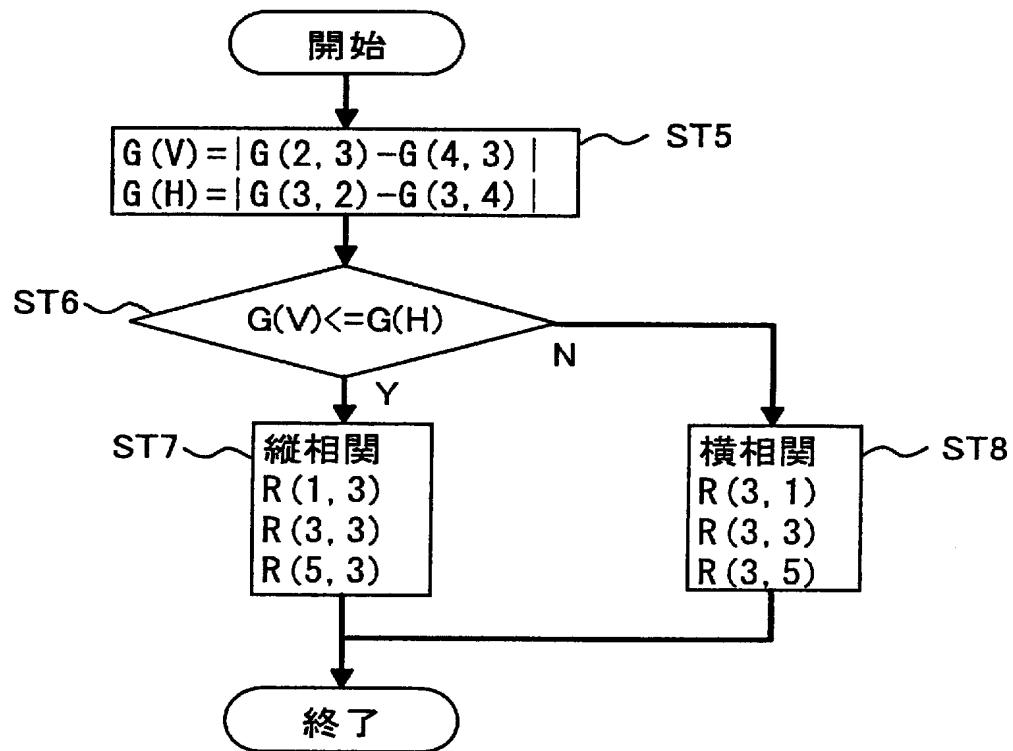 開始
G(V)=|G(2,3)-G(4,3)|
G(H)=|G(3,2)-G(3,4)|
ST5
ST6
G(V)<=G(H)
N
Y
ST7
縦相関
R(1,3)
R(3,3)
R(5,3)
横相関
R(3,1)
R(3,3)
R(3,5)
ST8
終了